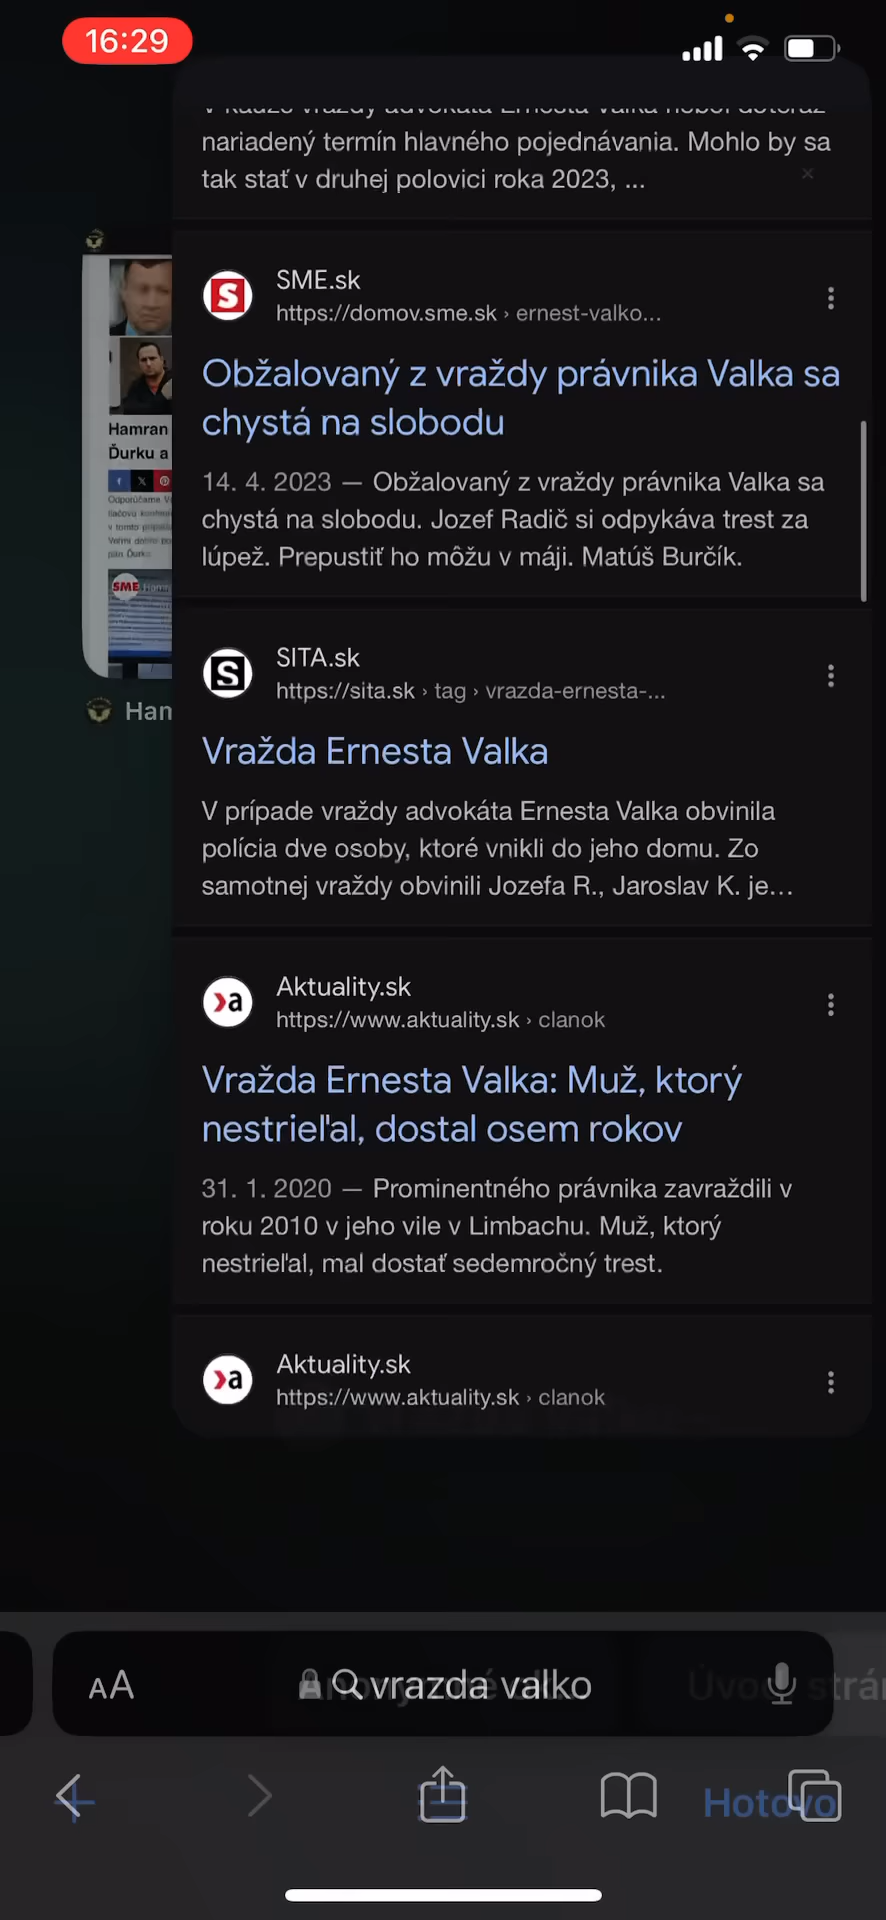 16:29
V kauze vraždy advokáta Ernesta Valka nebol doteraz
nariadený termín hlavného pojednávania. Mohlo by sa
tak stať v druhej polovici roka 2023, ...
SME.sk
https://domov.sme.sk › ernest-valko...
Obžalovaný z vraždy právnika Valka sa
chystá na slobodu
14. 4. 2023 — Obžalovaný z vraždy právnika Valka sa
chystá na slobodu. Jozef Radič si odpykáva trest za
lúpež. Prepustiť ho môžu v máji. Matúš Burčík.
Hamran
Ďurku a
Odporúčame
SME
Ham
SITA.sk
https://sita.sk › tag › vrazda-ernesta-...
Vražda Ernesta Valka
V prípade vraždy advokáta Ernesta Valka obvinila
polícia dve osoby, ktoré vnikli do jeho domu. Zo
samotnej vraždy obvinili Jozefa R., Jaroslav K. je...
Aktuality.sk
https://www.aktuality.sk › clanok
Vražda Ernesta Valka: Muž, ktorý
nestrieľal, dostal osem rokov
31. 1. 2020 — Prominentného právnika zavraždili v
roku 2010 v jeho vile v Limbachu. Muž, ktorý
nestrieľal, mal dostať sedemročný trest.
Aktuality.sk
https://www.aktuality.sk › clanok
AA
vrazda valko
Hotovo